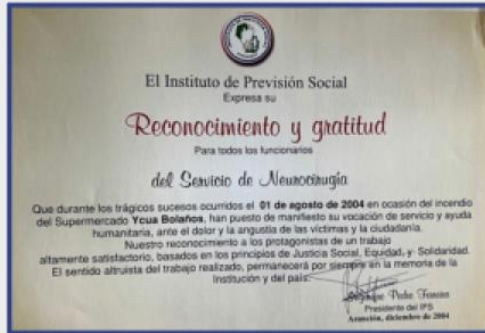 El Instituto de Previsión Social
Expresa su
Reconocimiento y gratitud
Para todos los funcionarios
del Servicio de Neurocirugía
Que durante los trágicos sucesos ocurridos el 01 de agosto de 2004 en ocasión del incendio
del Supermercado Ycua Bolaños, han puesto de manifiesto su vocación de servicio y ayuda
humanitaria, ante el dolor y la angustia de las víctimas y la ciudadanía.
Nuestro reconocimiento a los protagonistas de un trabajo
altamente satisfactorio, basados en los principios de Justicia Social, Equidad, y Solidaridad.
El sentido altruista del trabajo realizado, permanecerá por siempre en la memoria de la
Institución y del país.
Pedro Ferreira
Presidente del IPS
Asunción, diciembre de 2004